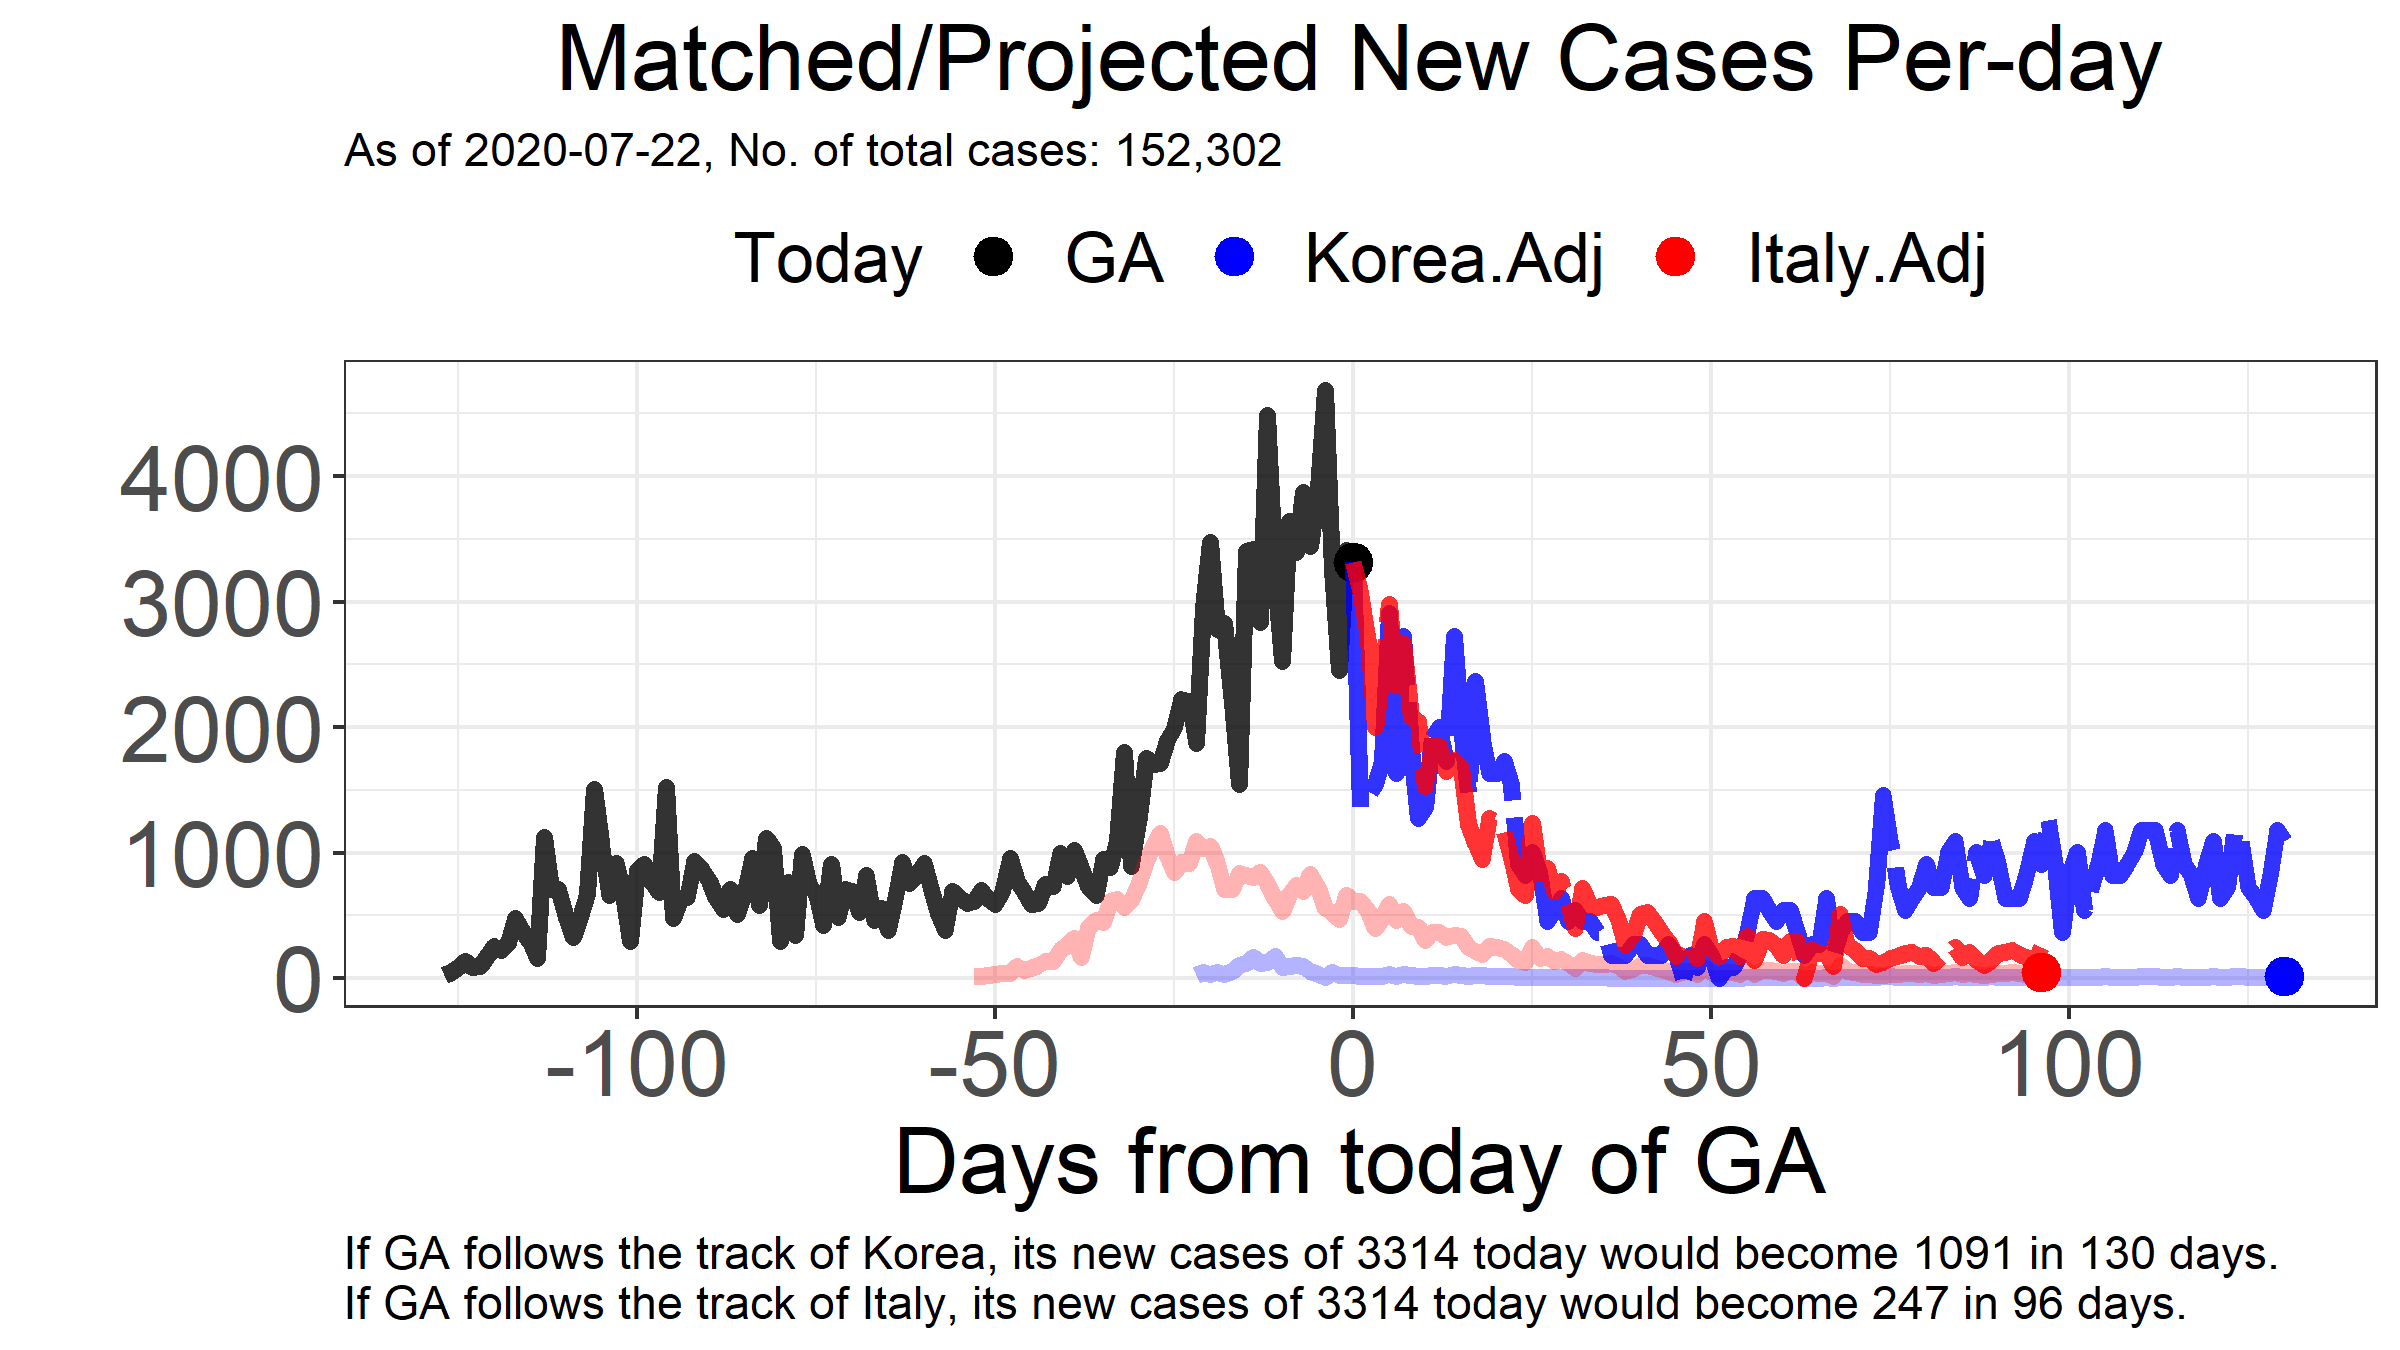 Matched/Projected New Cases Per-day
As of 2020-07-22, No. of total cases: 152,302
Today GA Korea.Adj Italy.Adj
4000
3000
2000
1000
0
-100 -50 0 50 100
Days from today of GA
If GA follows the track of Korea, its new cases of 3314 today would become 1091 in 130 days.
If GA follows the track of Italy, its new cases of 3314 today would become 247 in 96 days.